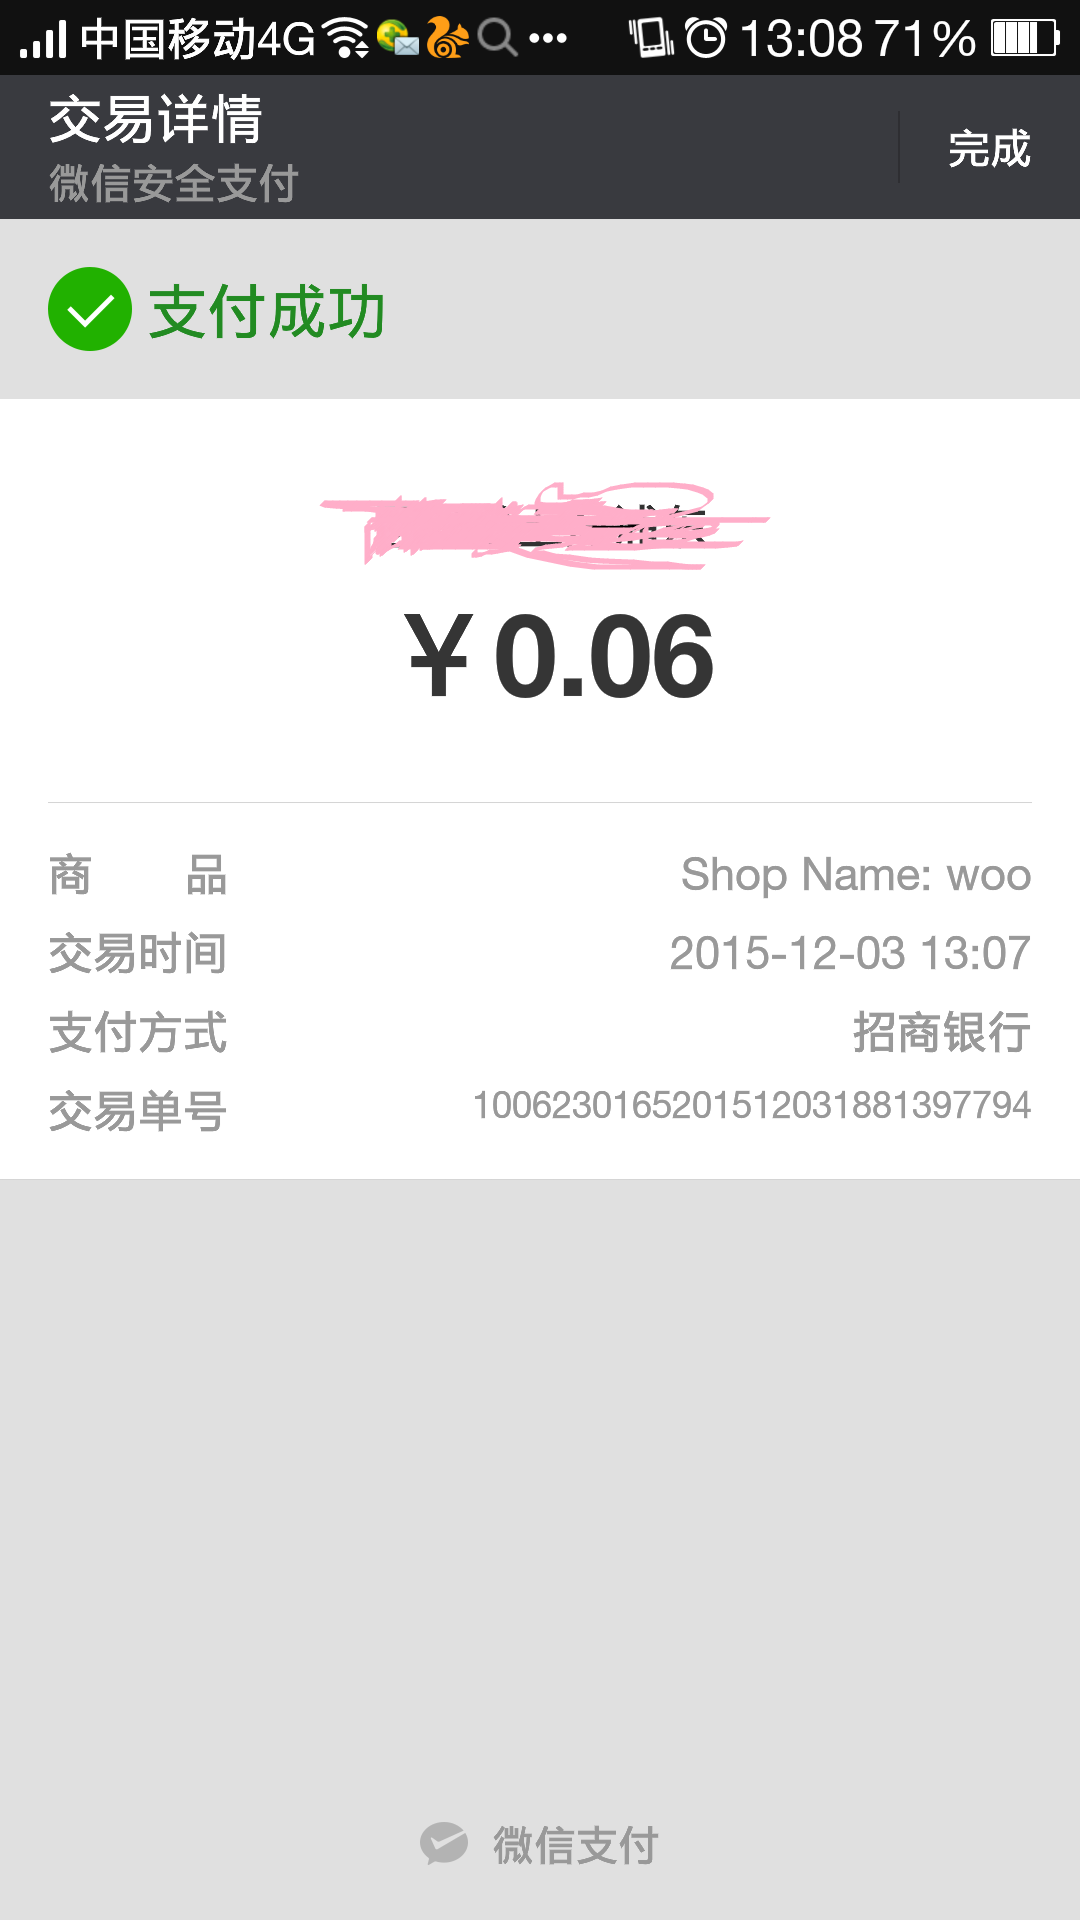 中国移动4G 13:08 71%
交易详情
微信安全支付
完成
支付成功
￥0.06
商 品 Shop Name: woo
交易时间 2015-12-03 13:07
支付方式 招商银行
交易单号 1006230165201512031881397794
微信支付